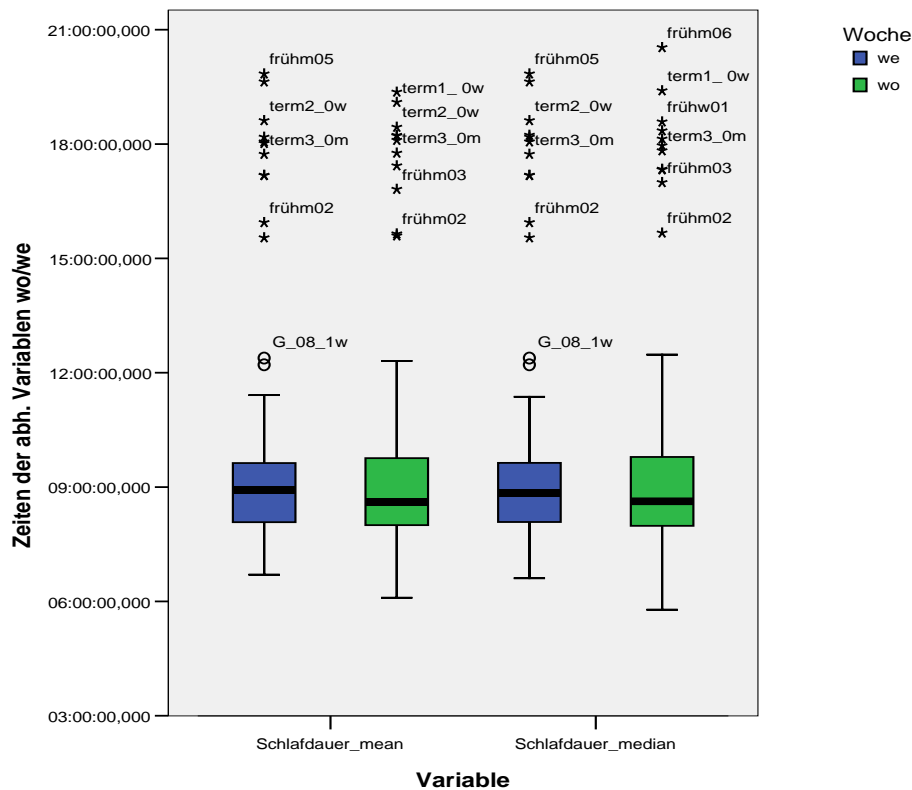 21:00:00,000
18:00:00,000
15:00:00,000
12:00:00,000
09:00:00,000
06:00:00,000
03:00:00,000
Zeiten der abh. Variablen wo/we
frühm05
term2_0w
term3_0m
frühm02
G_08_1w
term1_ 0w
term2_0w
term3_0m
frühm03
frühm02
frühm05
term2_0w
term3_0m
frühm02
G_08_1w
frühm06
term1_ 0w
frühw01
term3_0m
frühm03
frühm02
Schlafdauer_mean
Schlafdauer_median
Variable
Woche
we
wo